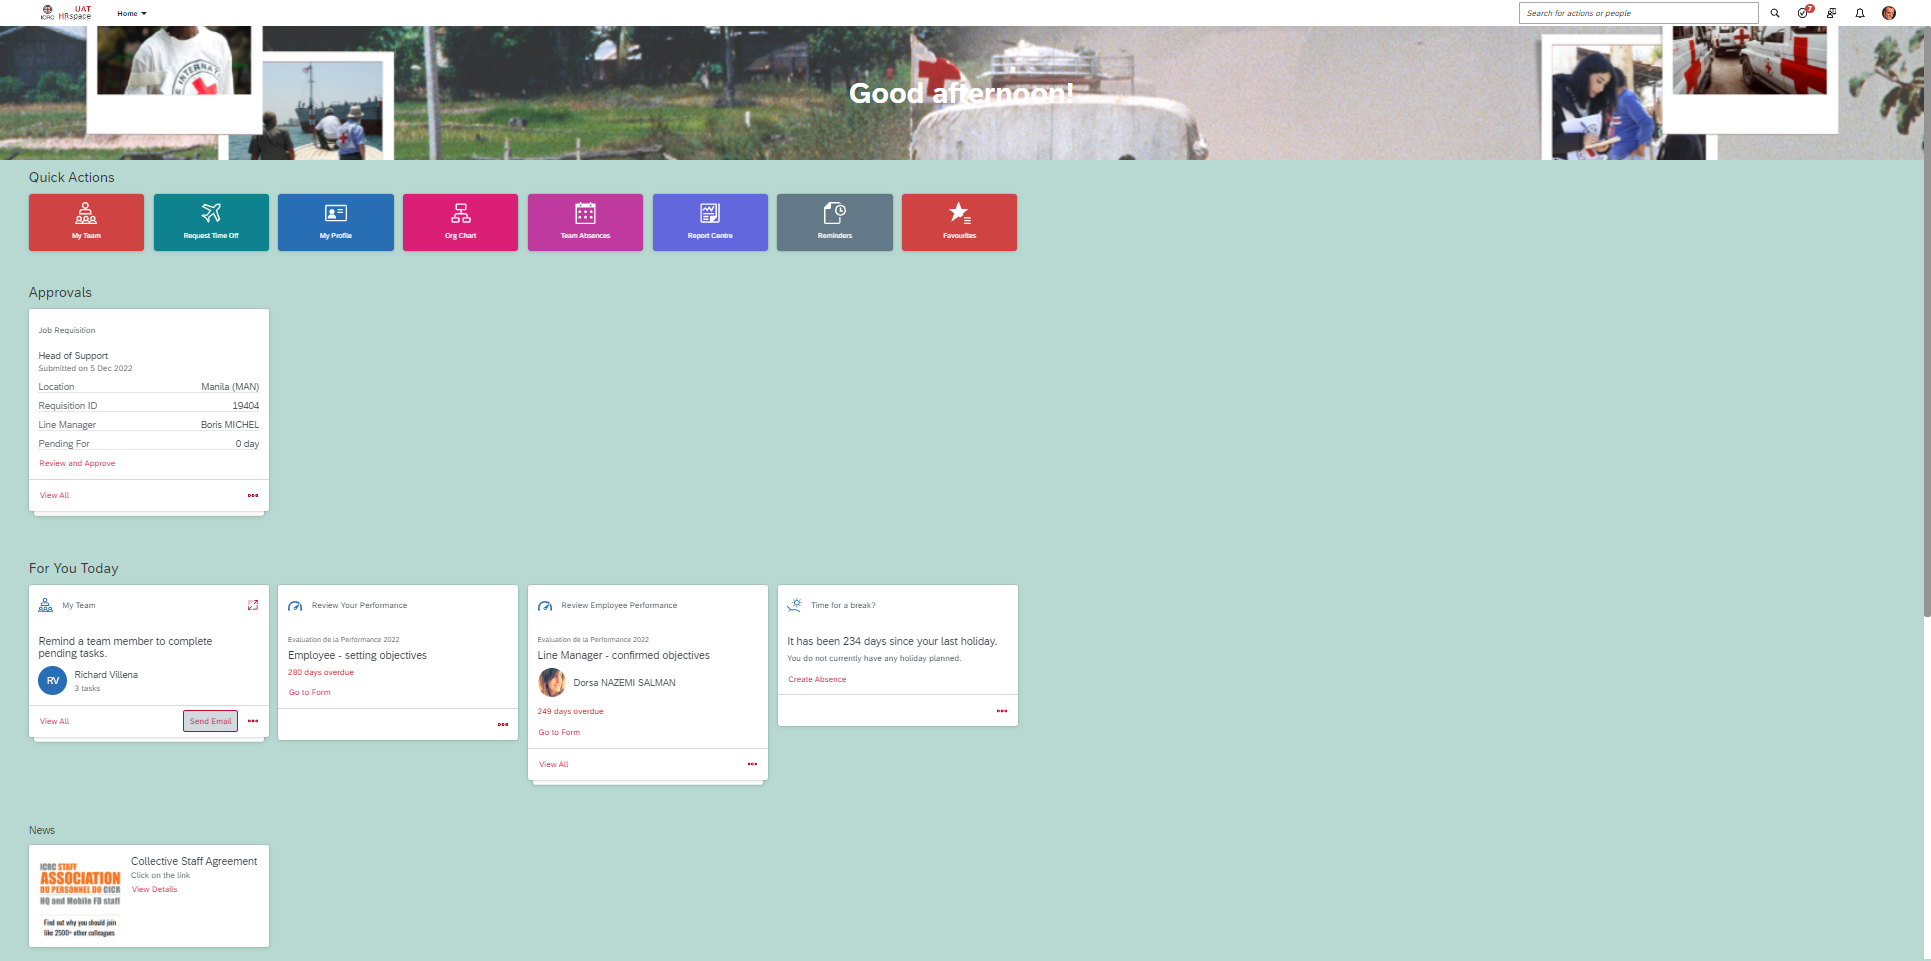 ICRC
UAT
HRspace
Home
Search for actions or people
7
INTERNAT
Good afternoon!
Quick Actions
My Team
Request Time Off
My Profile
Org Chart
Team Absences
Report Centre
Reminders
Favourites
Approvals
Job Requisition
Head of Support
Submitted on 5 Dec 2022
Location Manila (MAN)
Requisition ID 19404
Line Manager Boris MICHEL
Pending For 0 day
Review and Approve
View All
For You Today
My Team
Remind a team member to complete
pending tasks.
RV
Richard Villena
3 tasks
View All
Send Email
Review Your Performance
Evaluation de la Performance 2022
Employee - setting objectives
280 days overdue
Go to Form
Review Employee Performance
Evaluation de la Performance 2022
Line Manager - confirmed objectives
Dorsa NAZEMI SALMAN
249 days overdue
Go to Form
View All
Time for a break?
It has been 234 days since your last holiday.
You do not currently have any holiday planned.
Create Absence
News
ICRC STAFF
ASSOCIATION
DU PERSONNEL DU CICR
HQ and Mobile FD staff
Find out why you should join
like 2500+ other colleagues
Collective Staff Agreement
Click on the link
View Details